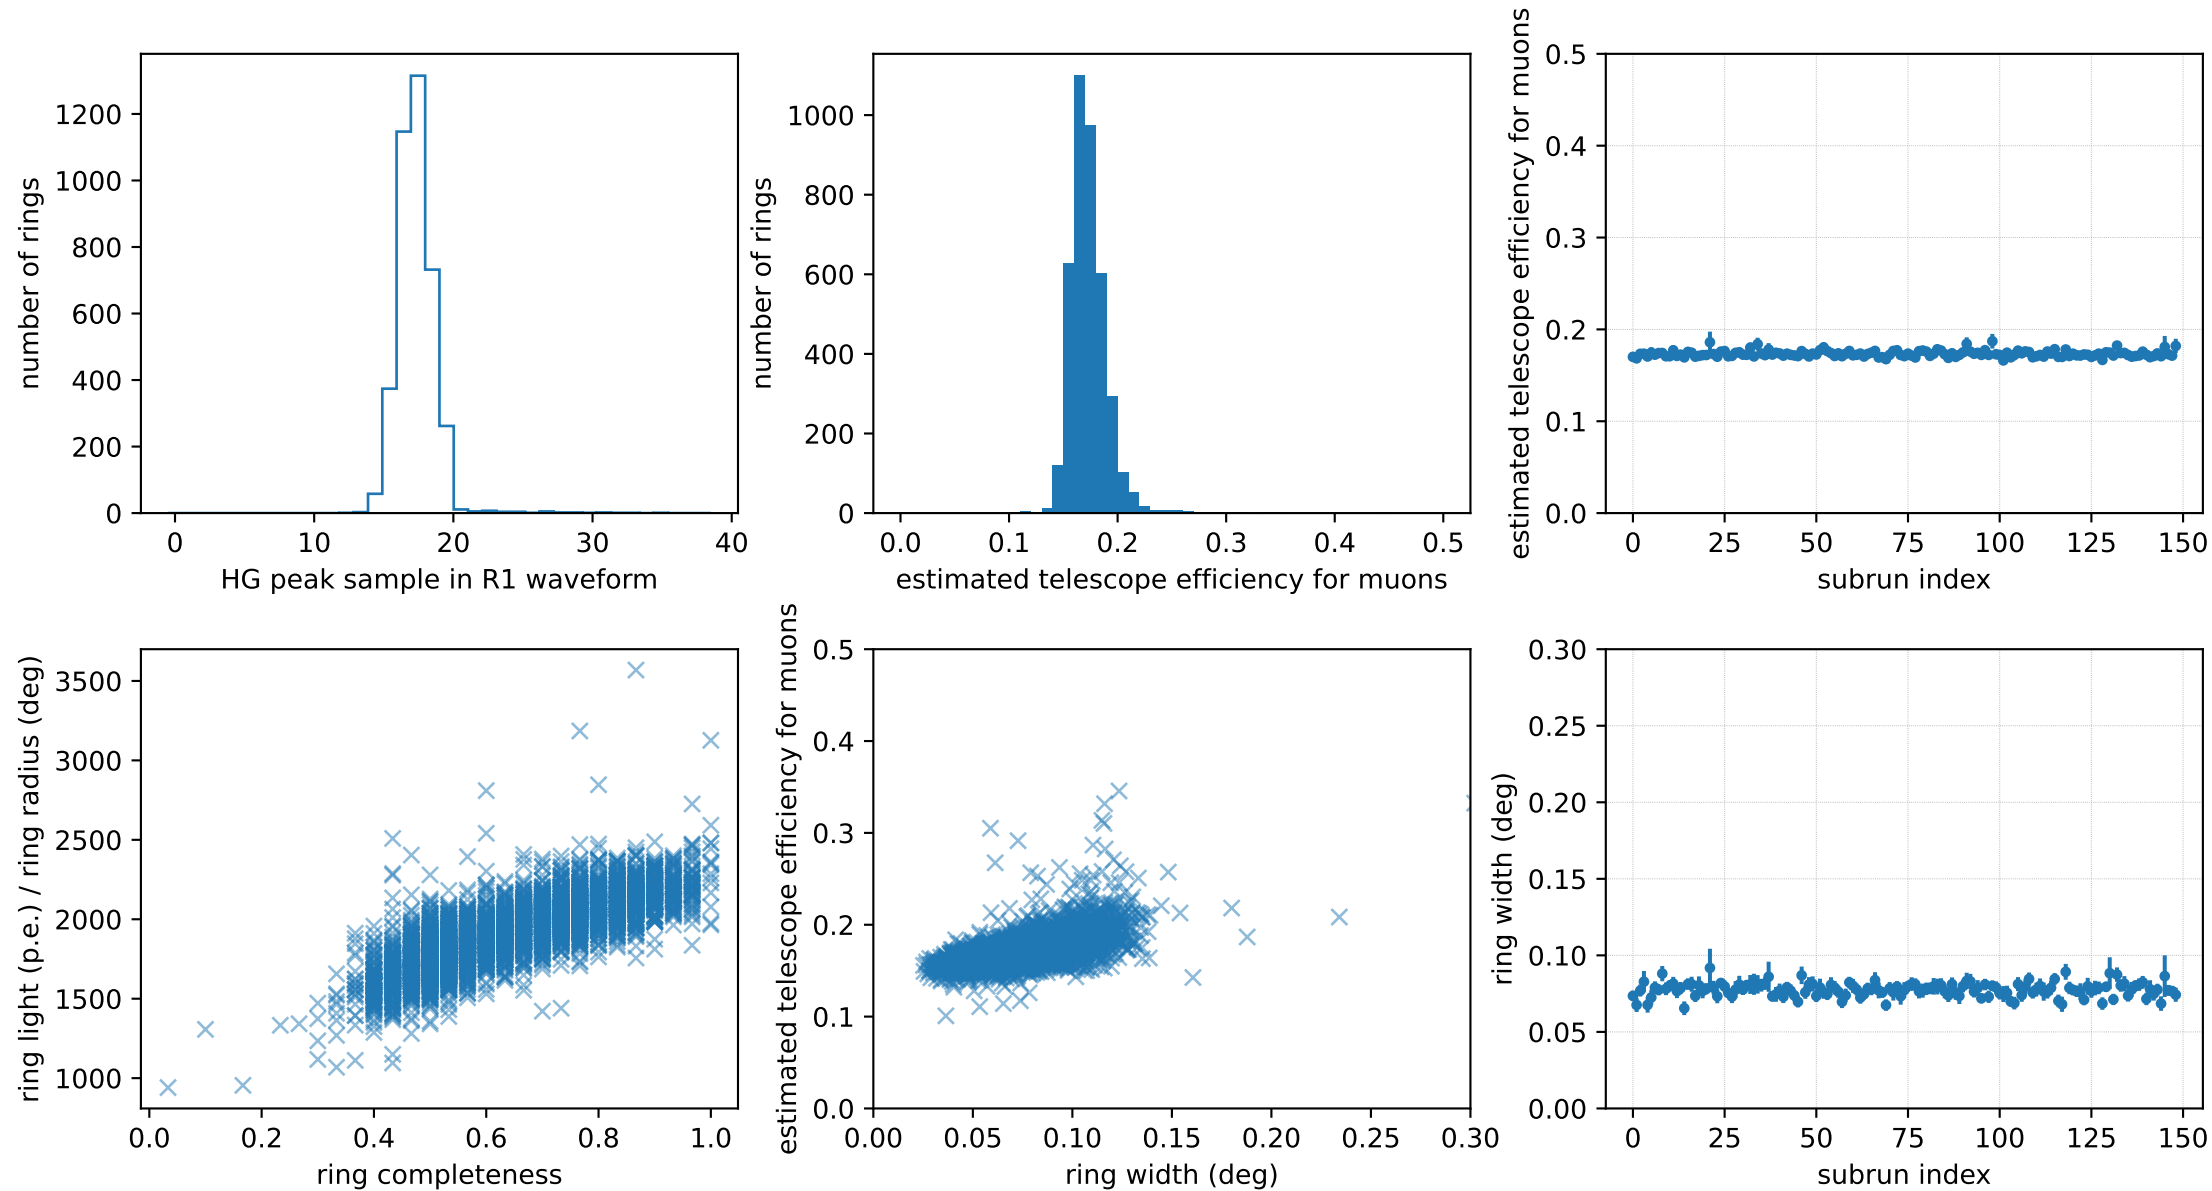 number of rings
1200
1000
800
600
400
200
0
0 10 20 30 40
HG peak sample in R1 waveform
number of rings
1000
800
600
400
200
0
0.0 0.1 0.2 0.3 0.4 0.5
estimated telescope efficiency for muons
estimated telescope efficiency for muons
0.5
0.4
0.3
0.2
0.1
0.0
0 25 50 75 100 125 150
subrun index
ring light (p.e.) / ring radius (deg)
3500
3000
2500
2000
1500
1000
0.0 0.2 0.4 0.6 0.8 1.0
ring completeness
estimated telescope efficiency for muons
0.5
0.4
0.3
0.2
0.1
0.0
0.00 0.05 0.10 0.15 0.20 0.25 0.30
ring width (deg)
ring width (deg)
0.30
0.25
0.20
0.15
0.10
0.05
0.00
0 25 50 75 100 125 150
subrun index